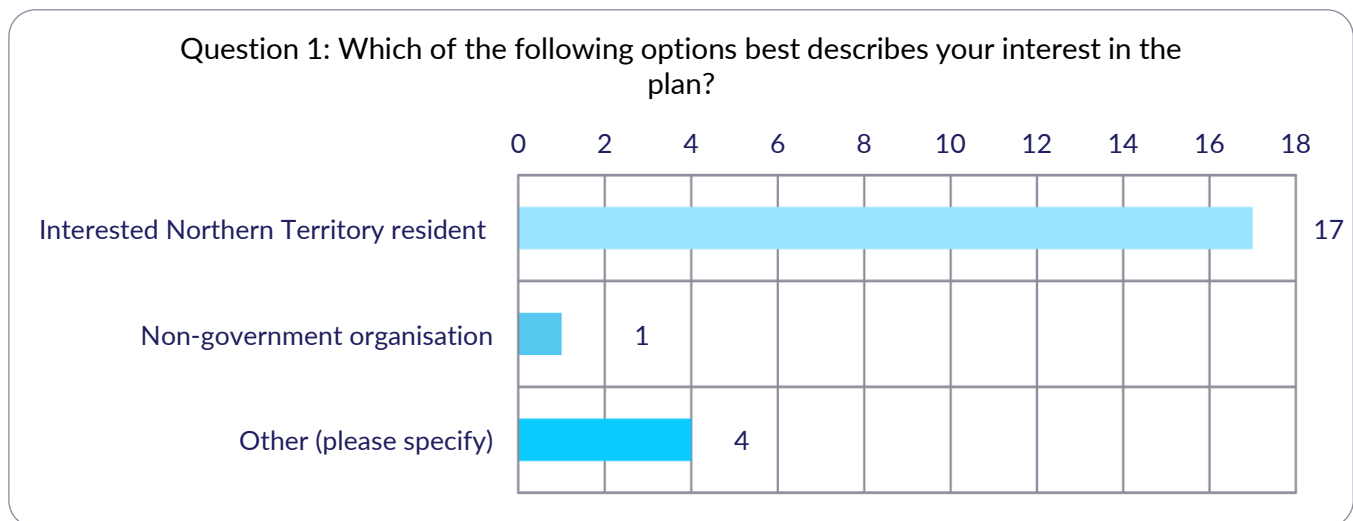 Question 1: Which of the following options best describes your interest in the
plan?
0 2 4 6 8 10 12 14 16 18
Interested Northern Territory resident 17
Non-government organisation 1
Other (please specify) 4